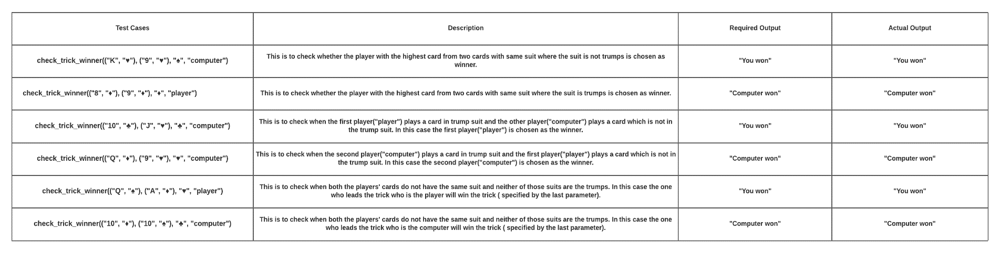 Test Cases
Description
Required Output
Actual Output
check_trick_winner(("K", "♥"), ("9", "♥"), "♠", "computer")
This is to check whether the player with the highest card from two cards with same suit where the suit is not trumps is chosen as
winner.
"You won"
"You won"
check_trick_winner(("8", "♦"), ("9", "♦"), "♦", "player")
This is to check whether the player with the highest card from two cards with same suit where the suit is trumps is chosen as winner.
"Computer won"
"Computer won"
check_trick_winner(("10", "♣"), ("J", "♥"), "♣", "computer")
This is to check when the first player("player") plays a card in trump suit and the other player("computer") plays a card which is not in
the trump suit. In this case the first player("player") is chosen as the winner.
"You won"
"You won"
check_trick_winner(("Q", "♦"), ("9", "♥"), "♥", "computer")
This is to check when the second player("computer") plays a card in trump suit and the first player("player") plays a card which is not in
the trump suit. In this case the second player("computer") is chosen as the winner.
"Computer won"
"Computer won"
check_trick_winner(("Q", "♠"), ("A", "♦"), "♥", "player")
This is to check when both the players' cards do not have the same suit and neither of those suits are the trumps. In this case the one
who leads the trick who is the player will win the trick ( specified by the last parameter).
"You won"
"You won"
check_trick_winner(("10", "♦"), ("10", "♠"), "♣", "computer")
This is to check when both the players' cards do not have the same suit and neither of those suits are the trumps. In this case the one
who leads the trick who is the computer will win the trick ( specified by the last parameter).
"Computer won"
"Computer won"